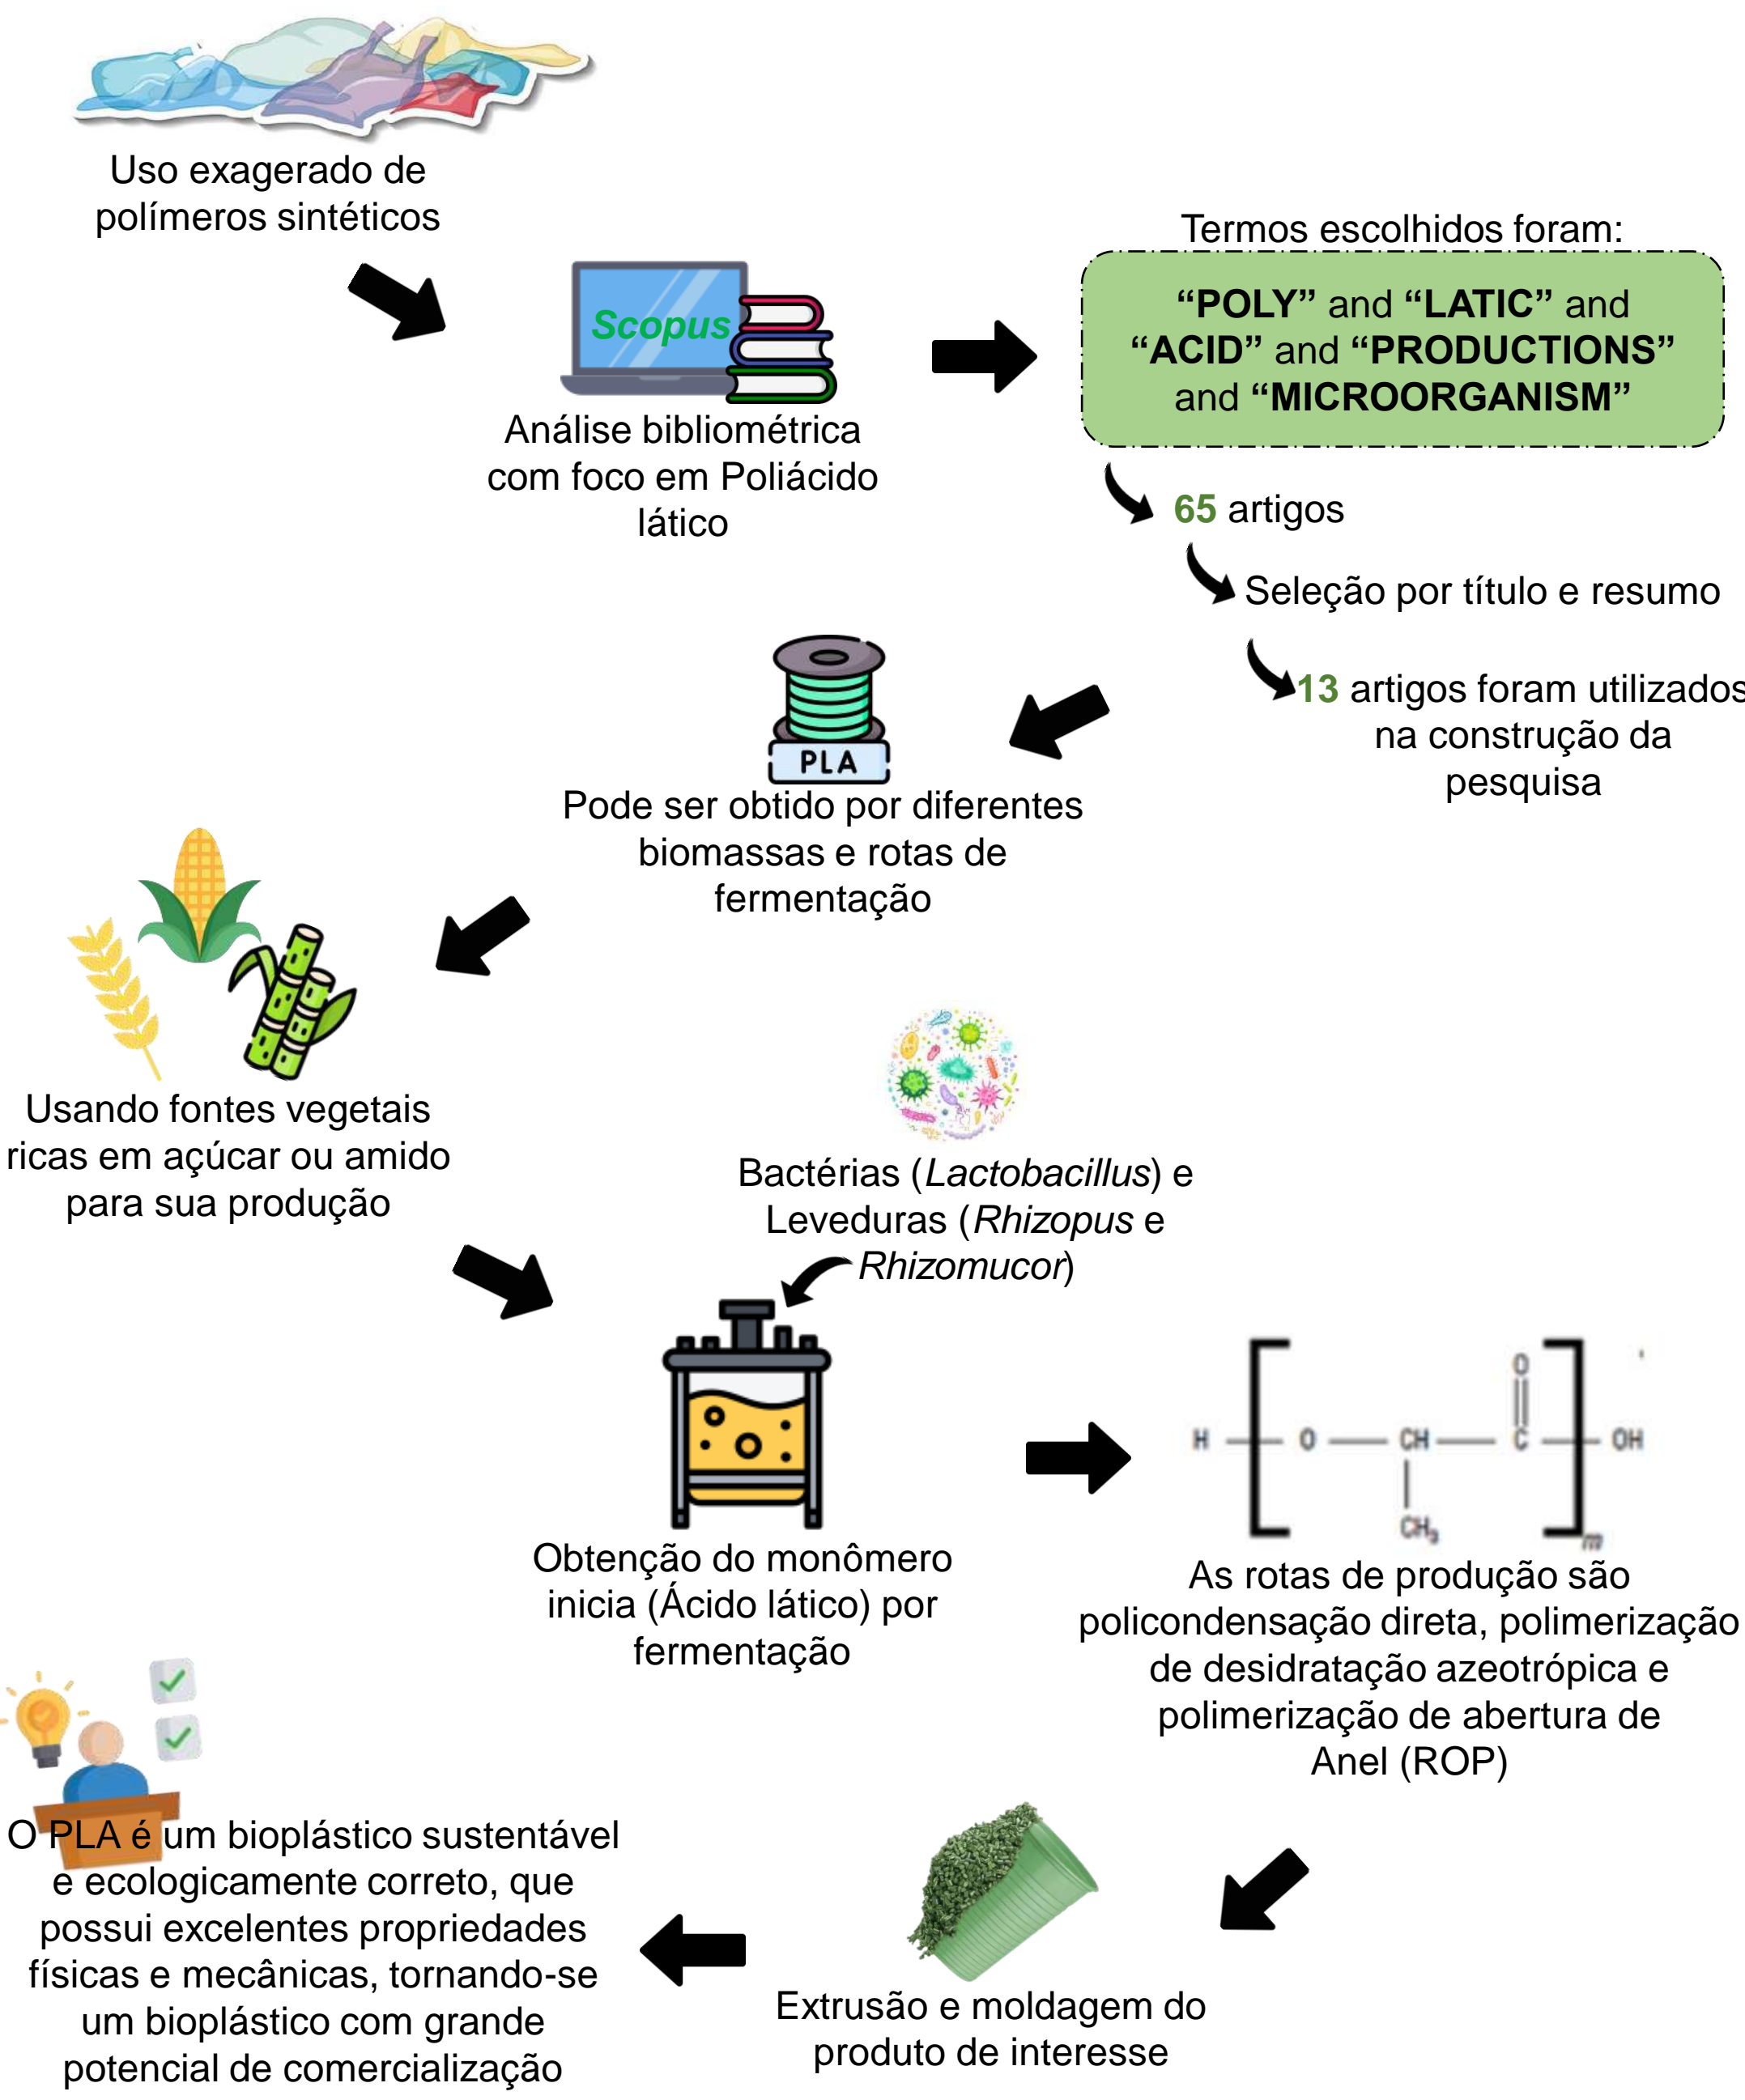 Uso exagerado de
polímeros sintéticos
Scopus
Análise bibliométrica
com foco em Poliácido
lático
Termos escolhidos foram:
“POLY” and “LATIC” and
“ACID” and “PRODUCTIONS”
and “MICROORGANISM”
65 artigos
Seleção por título e resumo
13 artigos foram utilizados
na construção da
pesquisa
PLA
Pode ser obtido por diferentes
biomassas e rotas de
fermentação
Usando fontes vegetais
ricas em açúcar ou amido
para sua produção
Bactérias (Lactobacillus) e
Leveduras (Rhizopus e
Rhizomucor)
Obtenção do monômero
inicia (Ácido lático) por
fermentação
O
H O CH C OH
CH₃
m
As rotas de produção são
policondensação direta, polimerização
de desidratação azeotrópica e
polimerização de abertura de
Anel (ROP)
Extrusão e moldagem do
produto de interesse
O PLA é um bioplástico sustentável
e ecologicamente correto, que
possui excelentes propriedades
físicas e mecânicas, tornando-se
um bioplástico com grande
potencial de comercialização